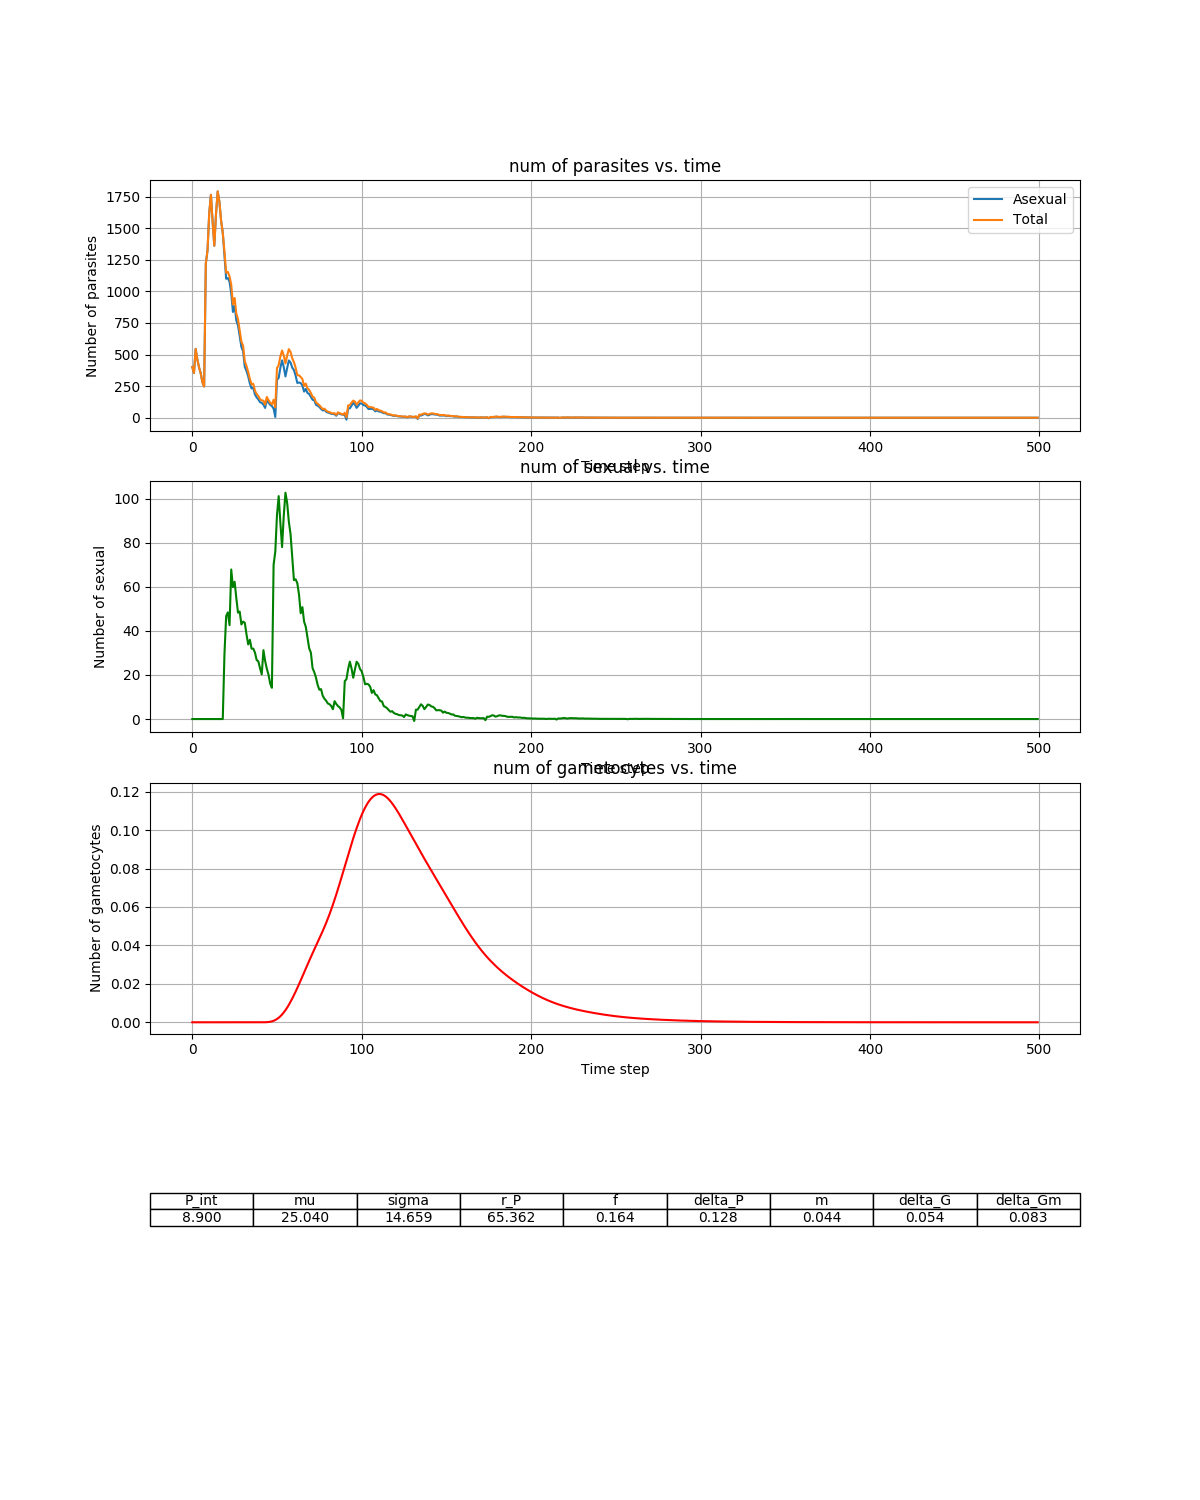 num of parasites vs. time
Asexual
Total
1750
1500
1250
1000
750
500
250
0
Number of parasites
0 100 200 300 400 500
Time step
num of sexual vs. time
100
80
60
40
20
0
Number of sexual
0 100 200 300 400 500
Time step
num of gametocytes vs. time
0.12
0.10
0.08
0.06
0.04
0.02
0.00
Number of gametocytes
0 100 200 300 400 500
Time step
P_int mu sigma r_P f delta_P m delta_G delta_Gm
8.900 25.040 14.659 65.362 0.164 0.128 0.044 0.054 0.083